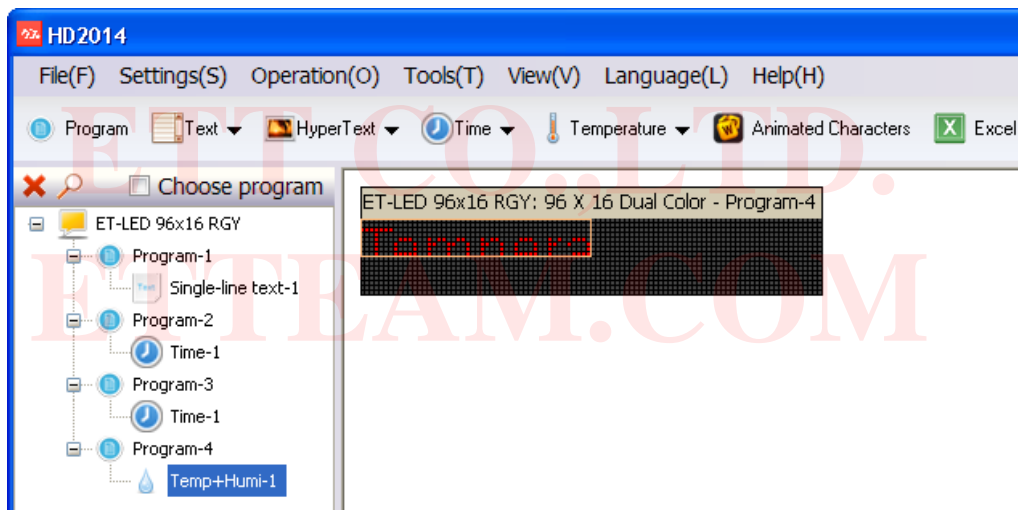 HD2014
File(F) Settings(S) Operation(O) Tools(T) View(V) Language(L) Help(H)
Program Text HyperText Time Temperature Animated Characters Excel
Choose program
ET-LED 96x16 RGY: 96 X 16 Dual Color - Program-4
ET-LED 96x16 RGY
Program-1
Single-line text-1
Program-2
Time-1
Program-3
Time-1
Program-4
Temp+Humi-1
ETT CO.,LTD.
ETTEAM.COM